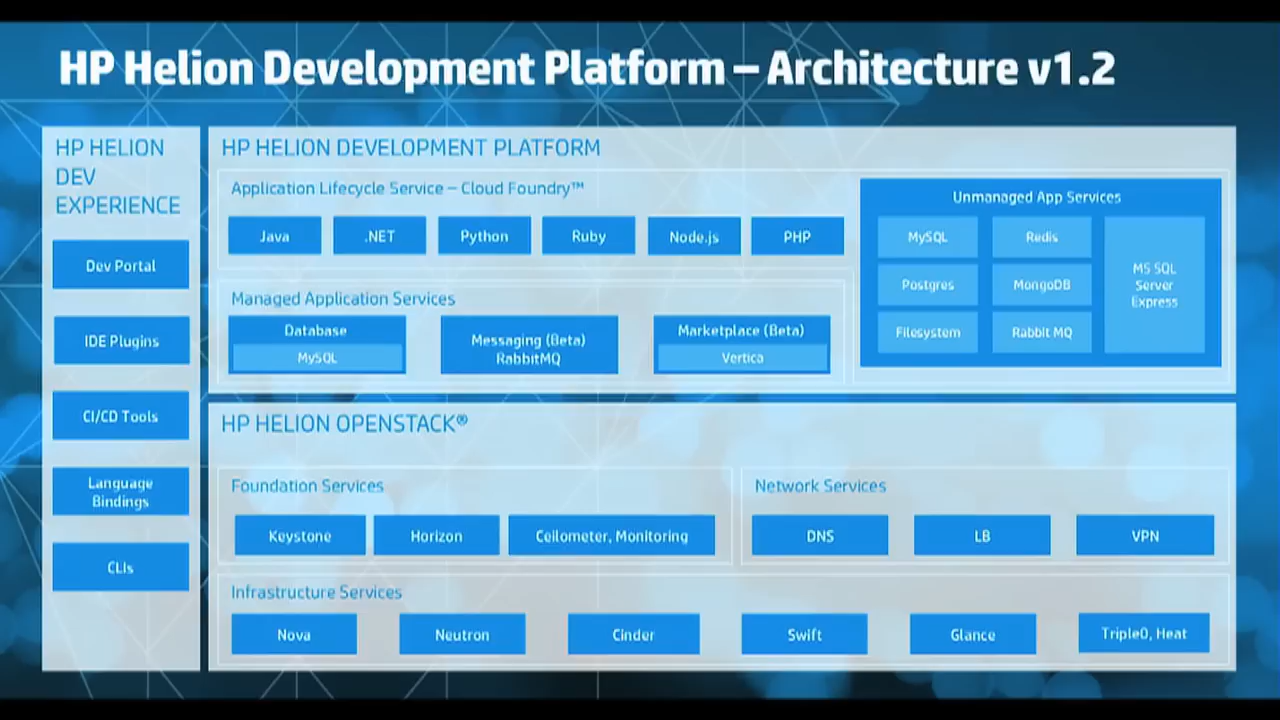 HP Helion Development Platform – Architecture v1.2
HP HELION
DEV
EXPERIENCE
Dev Portal
IDE Plugins
CI/CD Tools
Language
Bindings
CLIs
HP HELION DEVELOPMENT PLATFORM
Application Lifecycle Service – Cloud Foundry™
Java
.NET
Python
Ruby
Node.js
PHP
Managed Application Services
Database
MySQL
Messaging (Beta)
RabbitMQ
Marketplace (Beta)
Vertica
Unmanaged App Services
MySQL
Redis
Postgres
MongoDB
Filesystem
Rabbit MQ
MS SQL
Server
Express
HP HELION OPENSTACK®
Foundation Services
Keystone
Horizon
Ceilometer, Monitoring
Network Services
DNS
LB
VPN
Infrastructure Services
Nova
Neutron
Cinder
Swift
Glance
TripleO, Heat